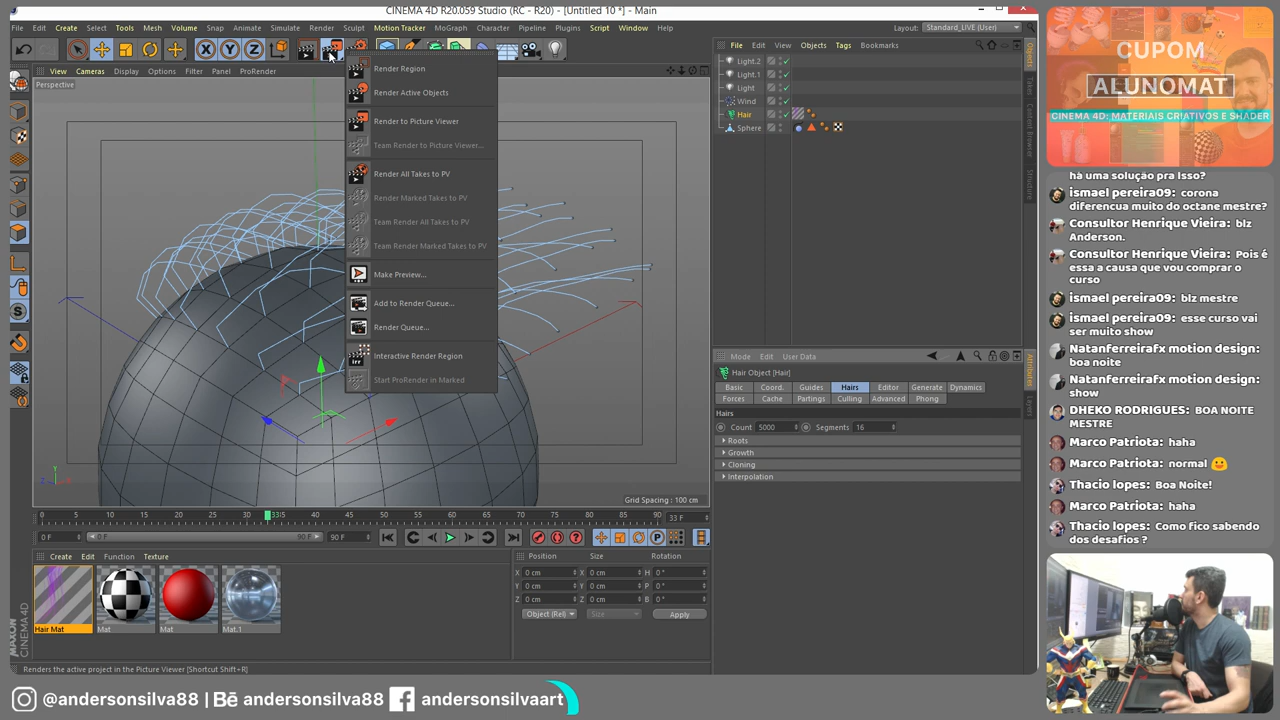 CINEMA 4D R20.059 Studio (RC - R20) - [Untitled 10 *] - Main
File Edit Create Select Tools Mesh Volume Snap Animate Simulate Render Sculpt Motion Tracker MoGraph Character Pipeline Plugins Script Window Help
Layout: Standard_LIVE (User)
X Y Z
View Cameras Display Options Filter Panel ProRender
Perspective
Render Region
Render Active Objects
Render to Picture Viewer
Team Render to Picture Viewer...
Render All Takes to PV
Render Marked Takes to PV
Team Render All Takes to PV
Team Render Marked Takes to PV
Make Preview...
Add to Render Queue...
Render Queue...
Interactive Render Region
Start ProRender in Marked
Grid Spacing : 100 cm
File Edit View Objects Tags Bookmarks
Light.2
Light.1
Light
Wind
Hair
Sphere
Objects
Takes
Content Browser
Structure
Mode Edit User Data
Hair Object [Hair]
Basic Coord. Guides Hairs Editor Generate Dynamics
Forces Cache Partings Culling Advanced Phong
Hairs
Count 5000 Segments 16
Roots
Growth
Cloning
Interpolation
Attributes
Layers
0 5 10 15 20 25 30 335 40 45 50 55 60 65 70 75 80 85 90 33 F
0 F 0 F 90 F 90 F
Create Edit Function Texture
Hair Mat
Mat
Mat
Mat.1
Position Size Rotation
X 0 cm X 0 cm H 0 °
Y 0 cm Y 0 cm P 0 °
Z 0 cm Z 0 cm B 0 °
Object (Rel) Size Apply
MAXON CINEMA 4D
Renders the active project in the Picture Viewer [Shortcut Shift+R]
CUPOM
ALUNOMAT
CINEMA 4D: MATERIAIS CRIATIVOS E SHADER
há uma solução pra Isso?
ismael pereira09: corona
diferencua muito do octane mestre?
Consultor Henrique Vieira: blz
Anderson.
Consultor Henrique Vieira: Pois é
essa a causa que vou comprar o
curso
ismael pereira09: blz mestre
ismael pereira09: esse curso vai
ser muito show
Natanferreirafx motion design:
boa noite
Natanferreirafx motion design:
show
DHEKO RODRIGUES: BOA NOITE
MESTRE
Marco Patriota: haha
Marco Patriota: normal 😛
Thacio lopes: Boa Noite!
Marco Patriota: haha
Thacio lopes: Como fico sabendo
dos desafios ?
@andersonsilva88 | Bē andersonsilva88 andersonsilvaart